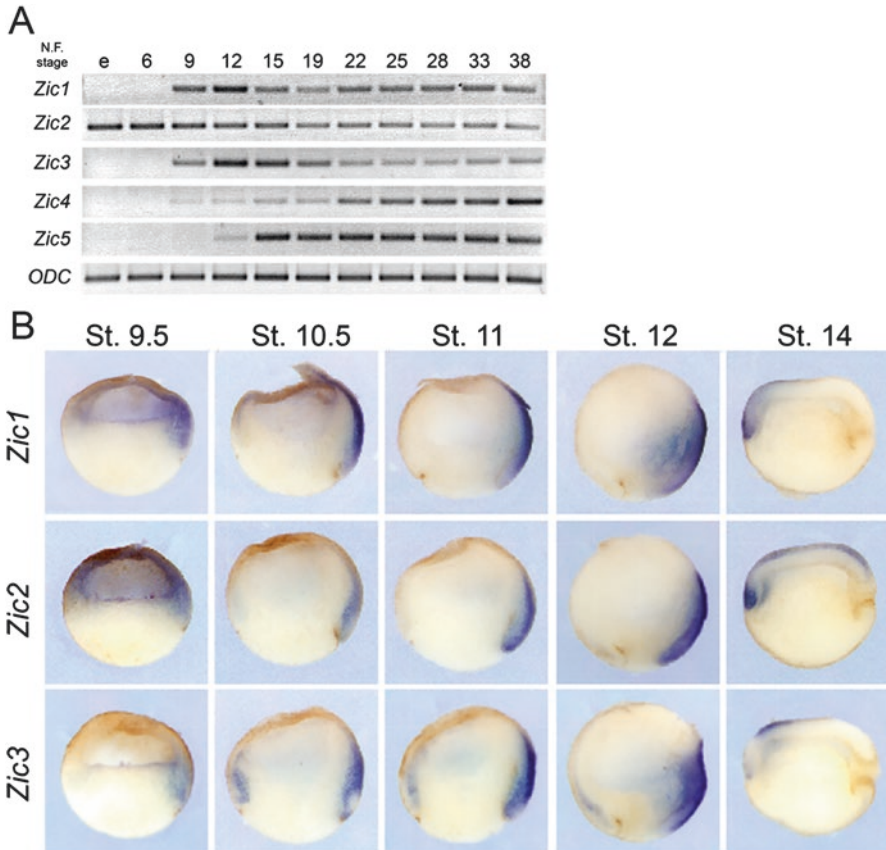 A
N.F.
stage e 6 9 12 15 19 22 25 28 33 38
Zic1
Zic2
Zic3
Zic4
Zic5
ODC
B
St. 9.5 St. 10.5 St. 11 St. 12 St. 14
Zic1
Zic2
Zic3